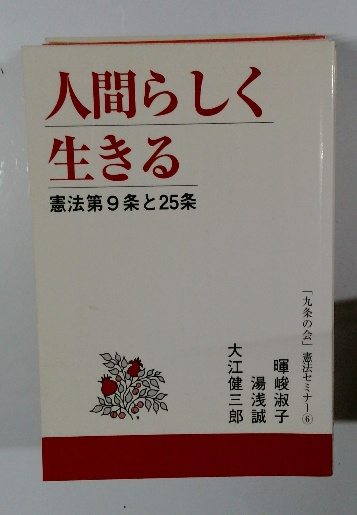 人間らしく
生きる
憲法第9条と25条
「九条の会」憲法セミナー⑥
暉峻淑子
湯浅誠
大江健三郎